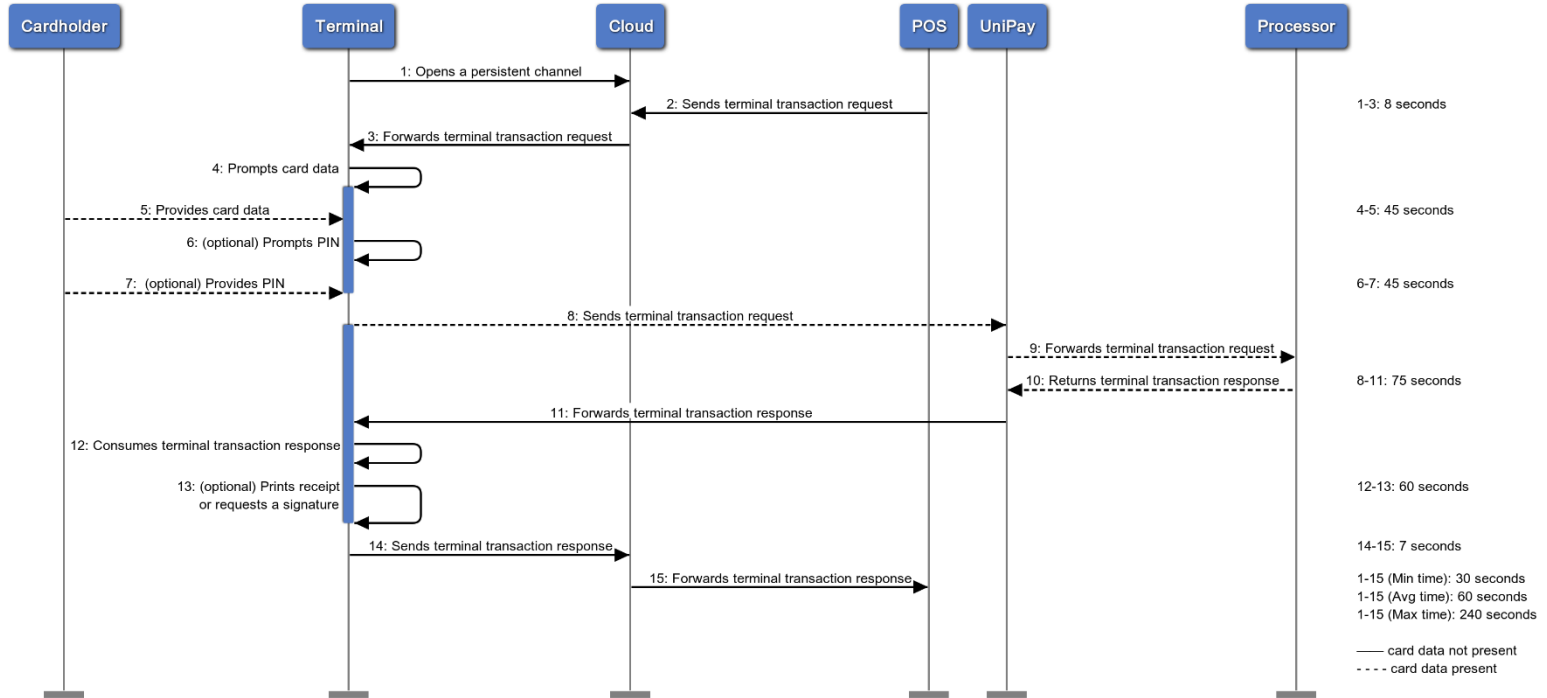 Cardholder
Terminal
Cloud
POS
UniPay
Processor
1: Opens a persistent channel
2: Sends terminal transaction request
1-3: 8 seconds
3: Forwards terminal transaction request
4: Prompts card data
5: Provides card data
4-5: 45 seconds
6: (optional) Prompts PIN
7:  (optional) Provides PIN
6-7: 45 seconds
8: Sends terminal transaction request
9: Forwards terminal transaction request
10: Returns terminal transaction response
8-11: 75 seconds
11: Forwards terminal transaction response
12: Consumes terminal transaction response
13: (optional) Prints receipt
or requests a signature
12-13: 60 seconds
14: Sends terminal transaction response
14-15: 7 seconds
15: Forwards terminal transaction response
1-15 (Min time): 30 seconds
1-15 (Avg time): 60 seconds
1-15 (Max time): 240 seconds
card data not present
card data present